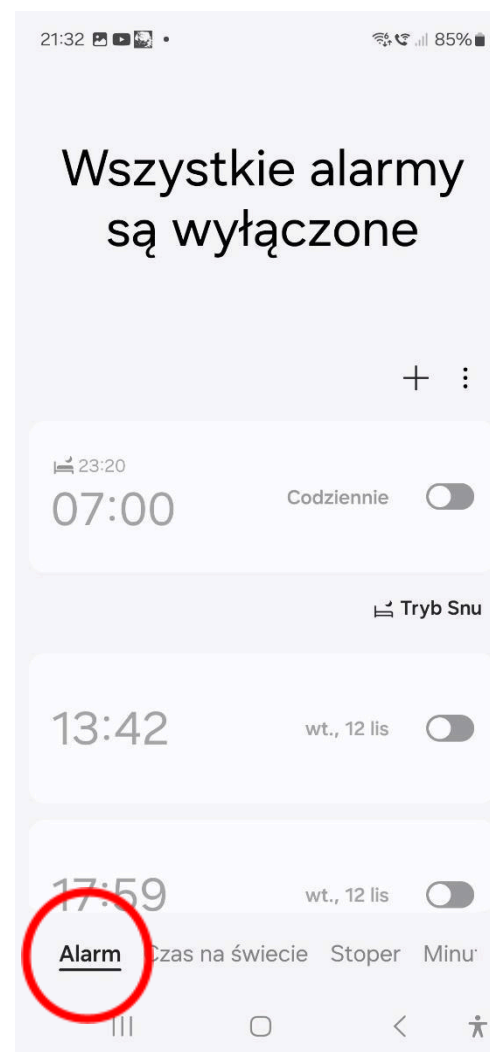 21:32 85%
Wszystkie alarmy
są wyłączone
23:20
07:00 Codziennie
Tryb Snu
13:42 wt., 12 lis
17:59 wt., 12 lis
Alarm Czas na świecie Stoper Minu